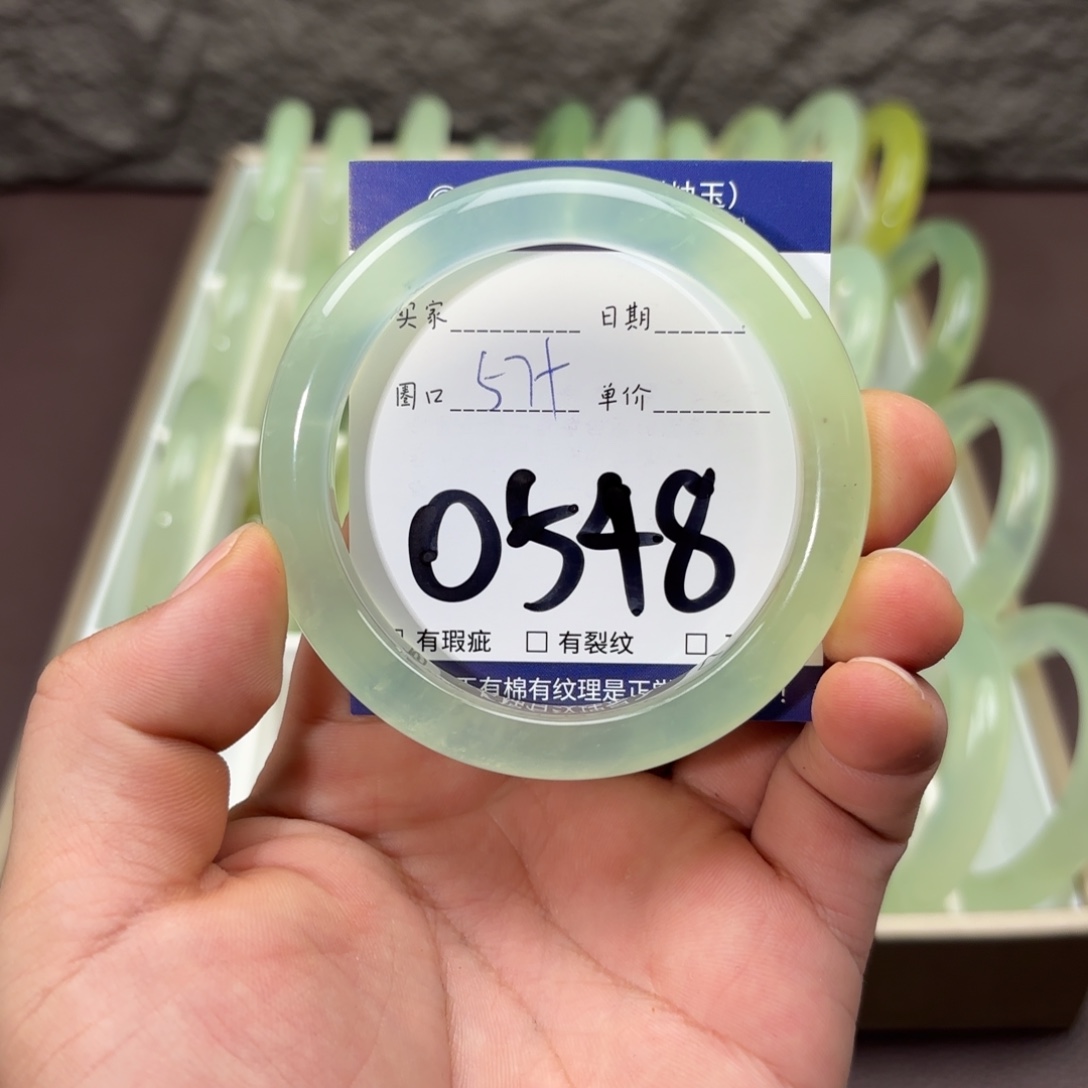 玉）
买家 日期
圈口 57+ 单价
0548
□ 有瑕疵 □ 有裂纹 □
有棉有纹理是正常 ！